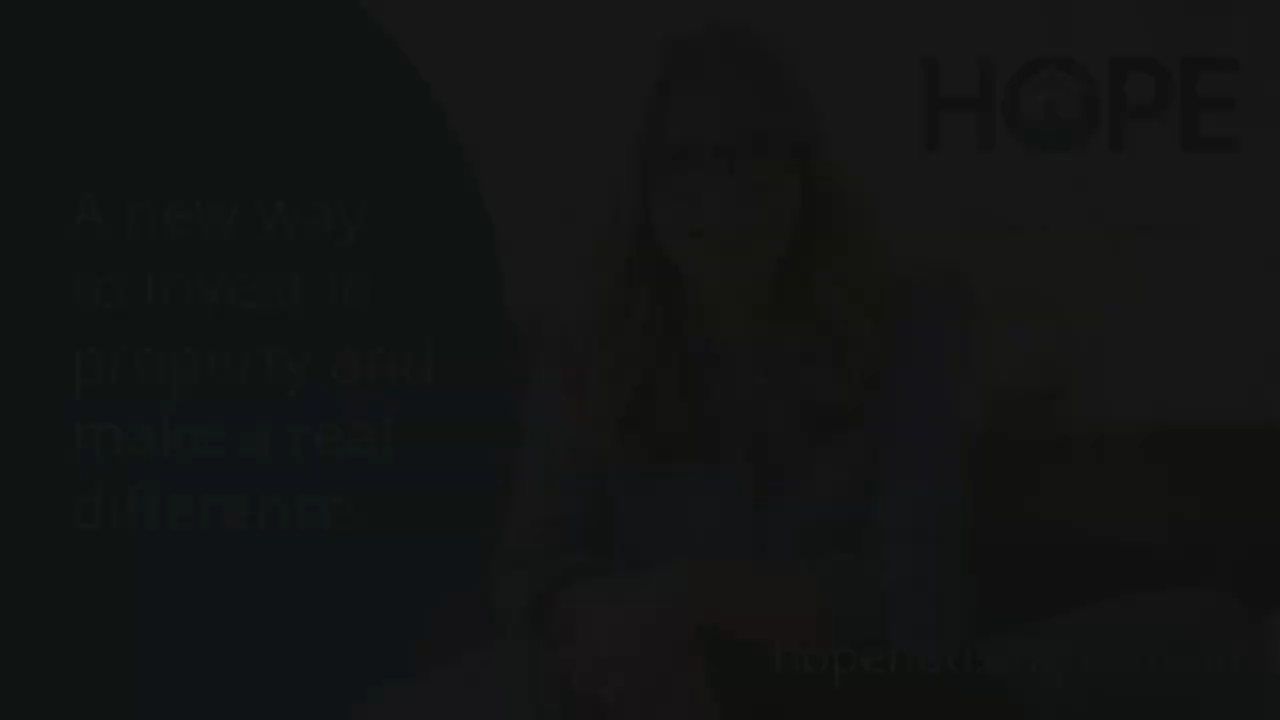 HOPE
A new way
to invest in
property and
make a real
difference.